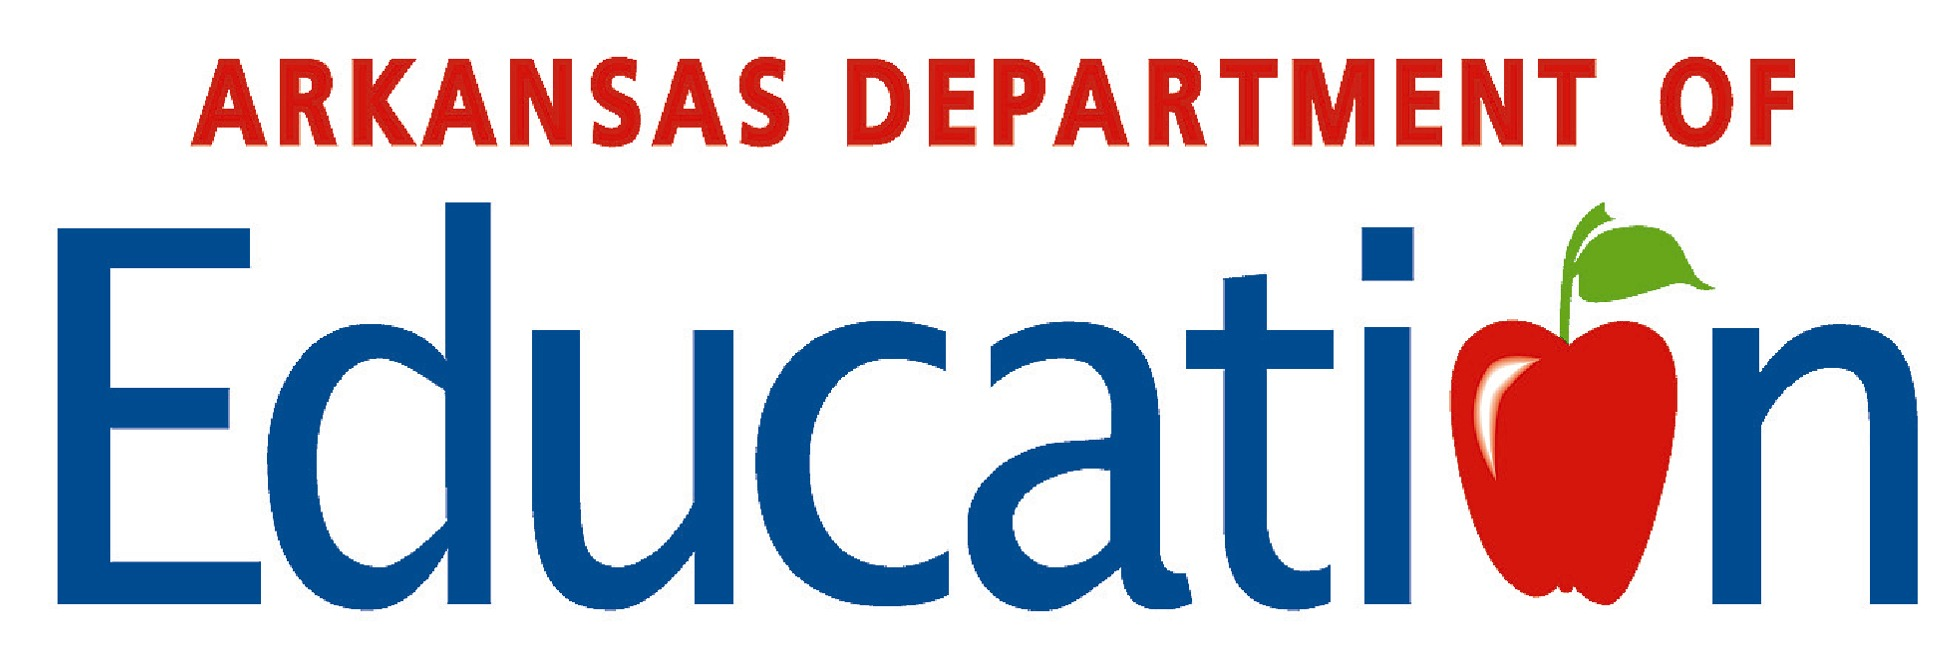 ARKANSAS DEPARTMENT OF
Education